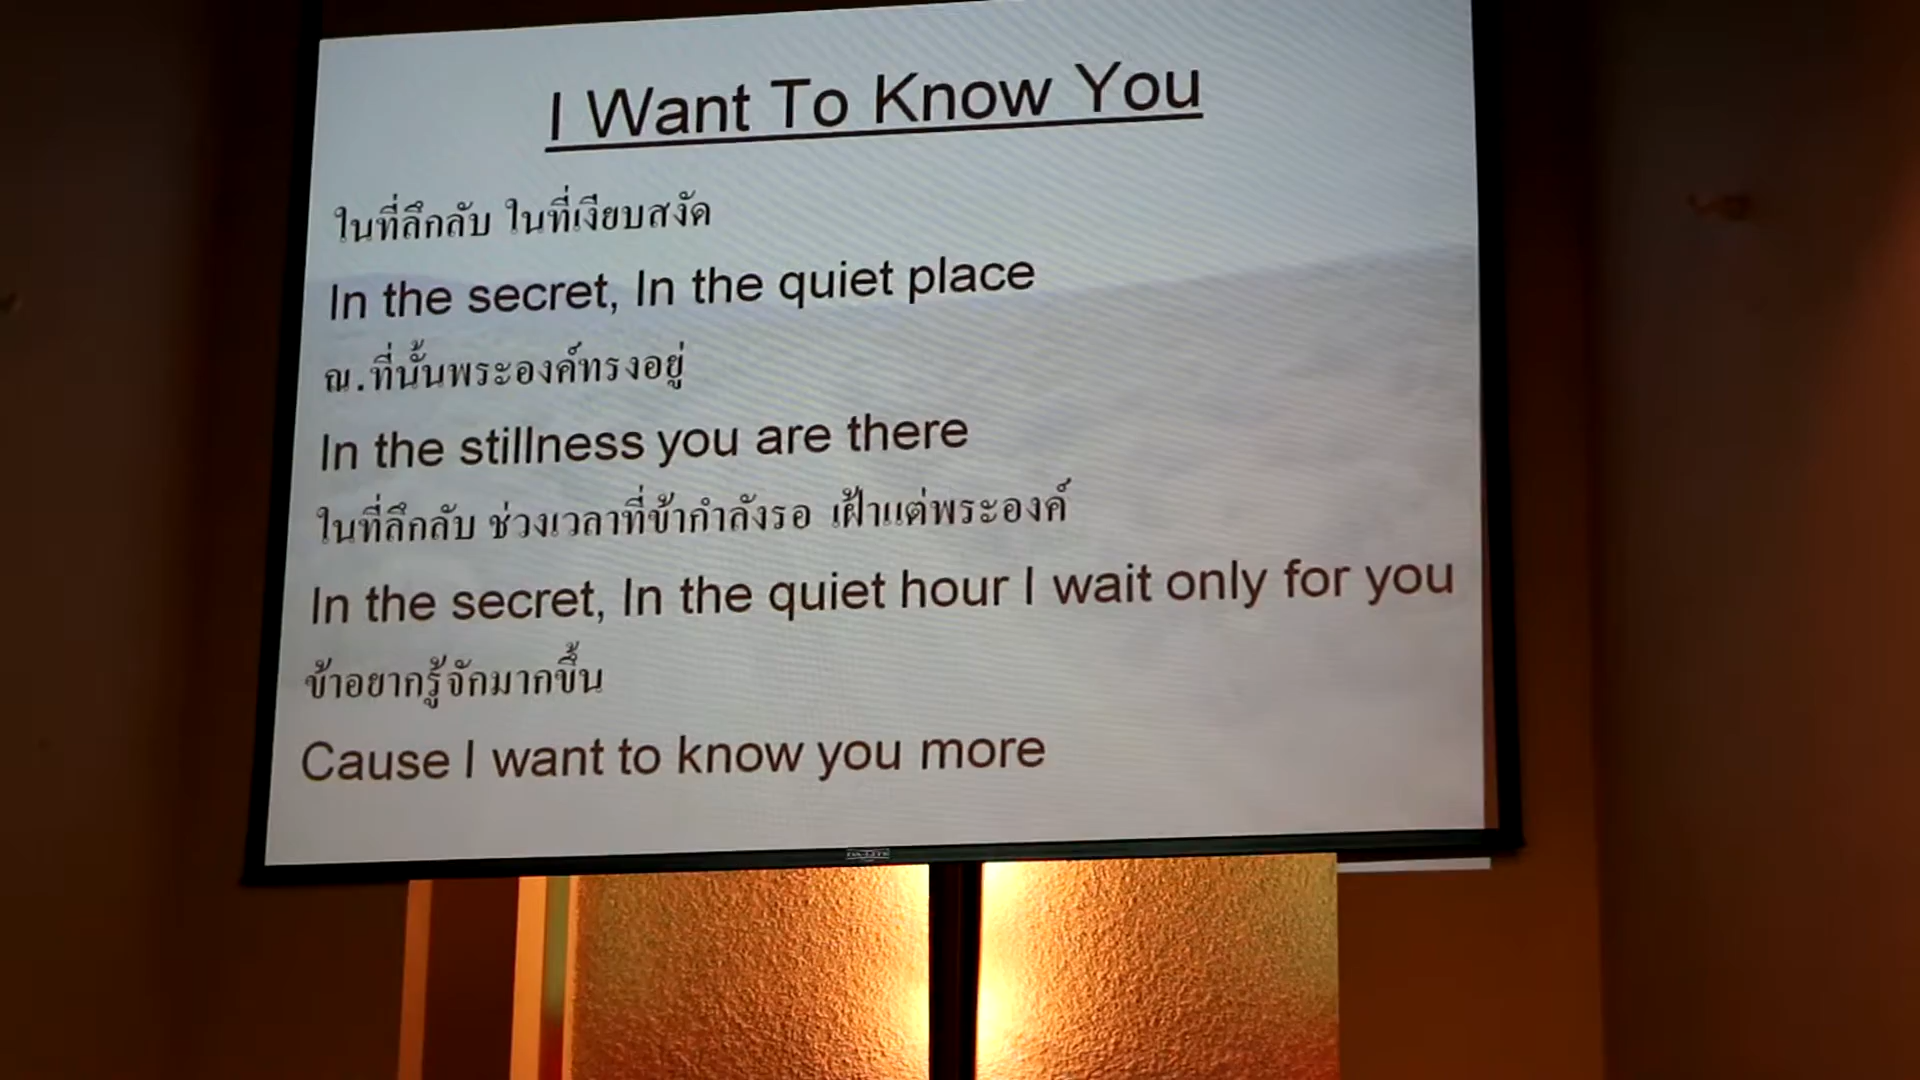 I Want To Know You
ในที่ลึกลับ ในที่เงียบสงัด
In the secret, In the quiet place
ณ.ที่นั้นพระองค์ทรงอยู่
In the stillness you are there
ในที่ลึกลับ ช่วงเวลาที่ข้ากำลังรอ เฝ้าแต่พระองค์
In the secret, In the quiet hour I wait only for you
ข้าอยากรู้จักมากขึ้น
Cause I want to know you more
DA-LITE